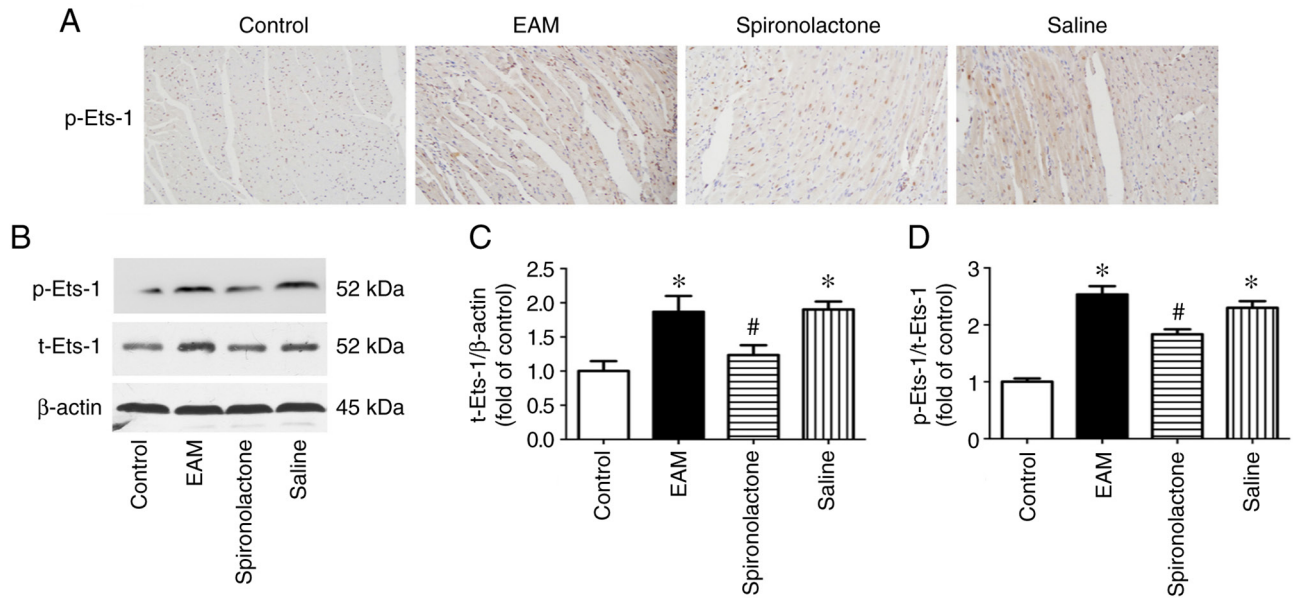 A
Control
EAM
Spironolactone
Saline
p-Ets-1
B
p-Ets-1
52 kDa
t-Ets-1
52 kDa
β-actin
45 kDa
Control
EAM
Spironolactone
Saline
C
t-Ets-1/β-actin
(fold of control)
2.5
2.0
1.5
1.0
0.5
0.0
*
#
*
Control
EAM
Spironolactone
Saline
D
p-Ets-1/t-Ets-1
(fold of control)
3
2
1
0
*
#
*
Control
EAM
Spironolactone
Saline